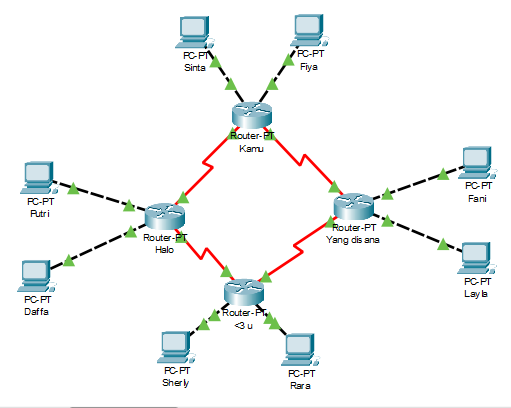 PC-PT
Sinta
PC-PT
Fiya
Router-PT
Kamu
PC-PT
Putri
PC-PT
Fani
Router-PT
Halo
Router-PT
Yang disana
PC-PT
Daffa
PC-PT
Layla
Router-PT
<3 u
PC-PT
Sherly
PC-PT
Rara